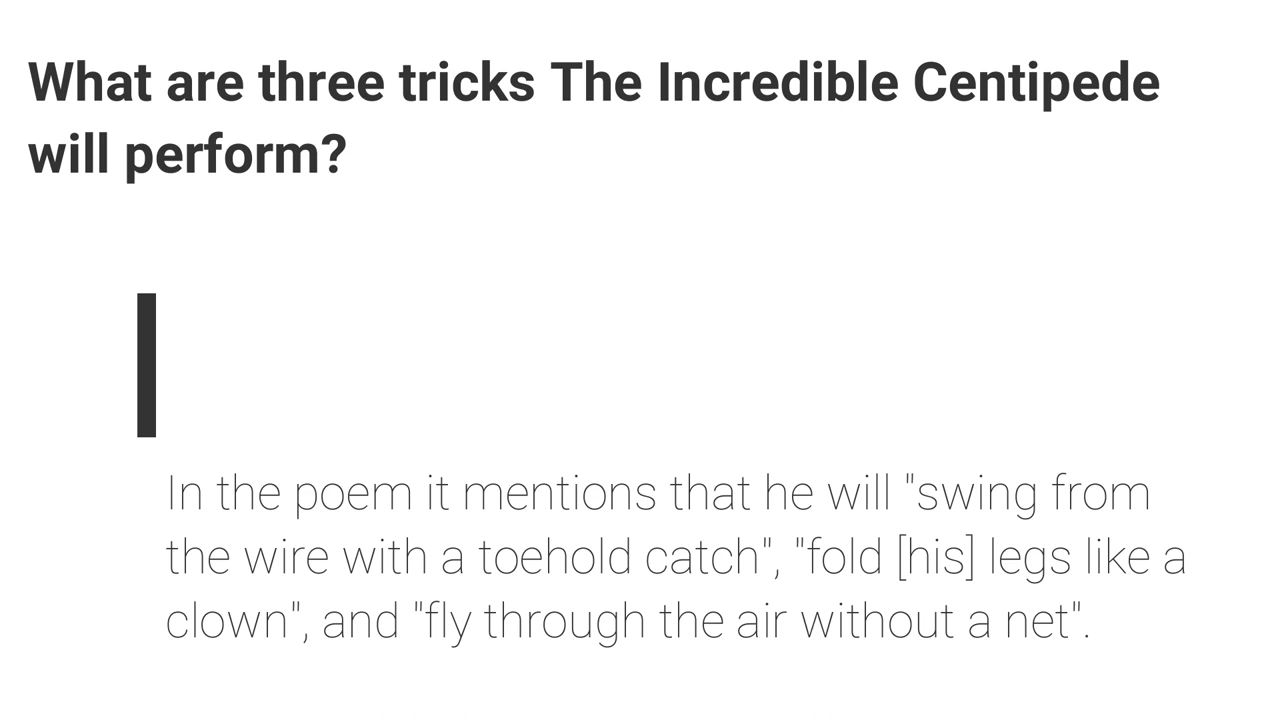 What are three tricks The Incredible Centipede
will perform?
In the poem it mentions that he will "swing from
the wire with a toehold catch", "fold [his] legs like a
clown", and "fly through the air without a net".